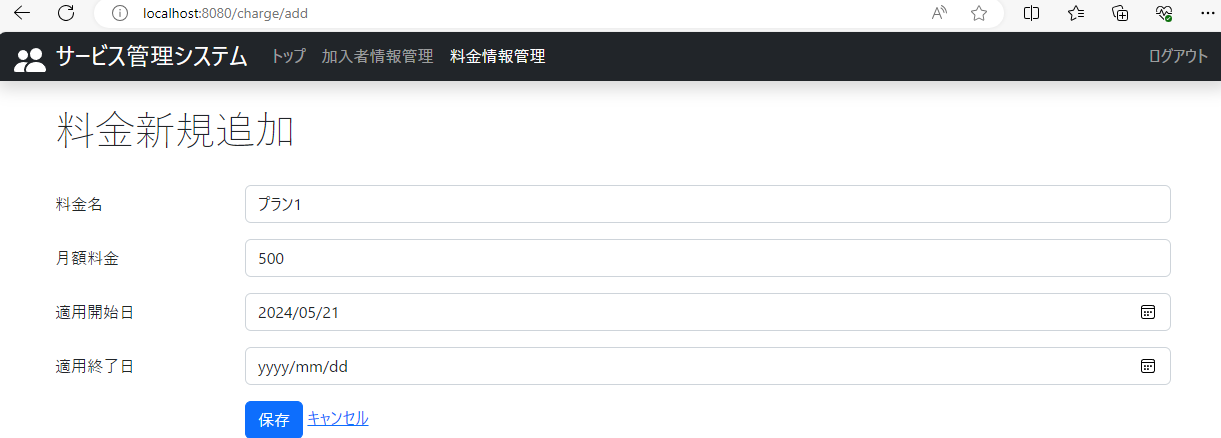 localhost:8080/charge/add
サービス管理システム トップ 加入者情報管理 料金情報管理 ログアウト
料金新規追加
料金名 プラン1
月額料金 500
適用開始日 2024/05/21
適用終了日 yyyy/mm/dd
保存 キャンセル